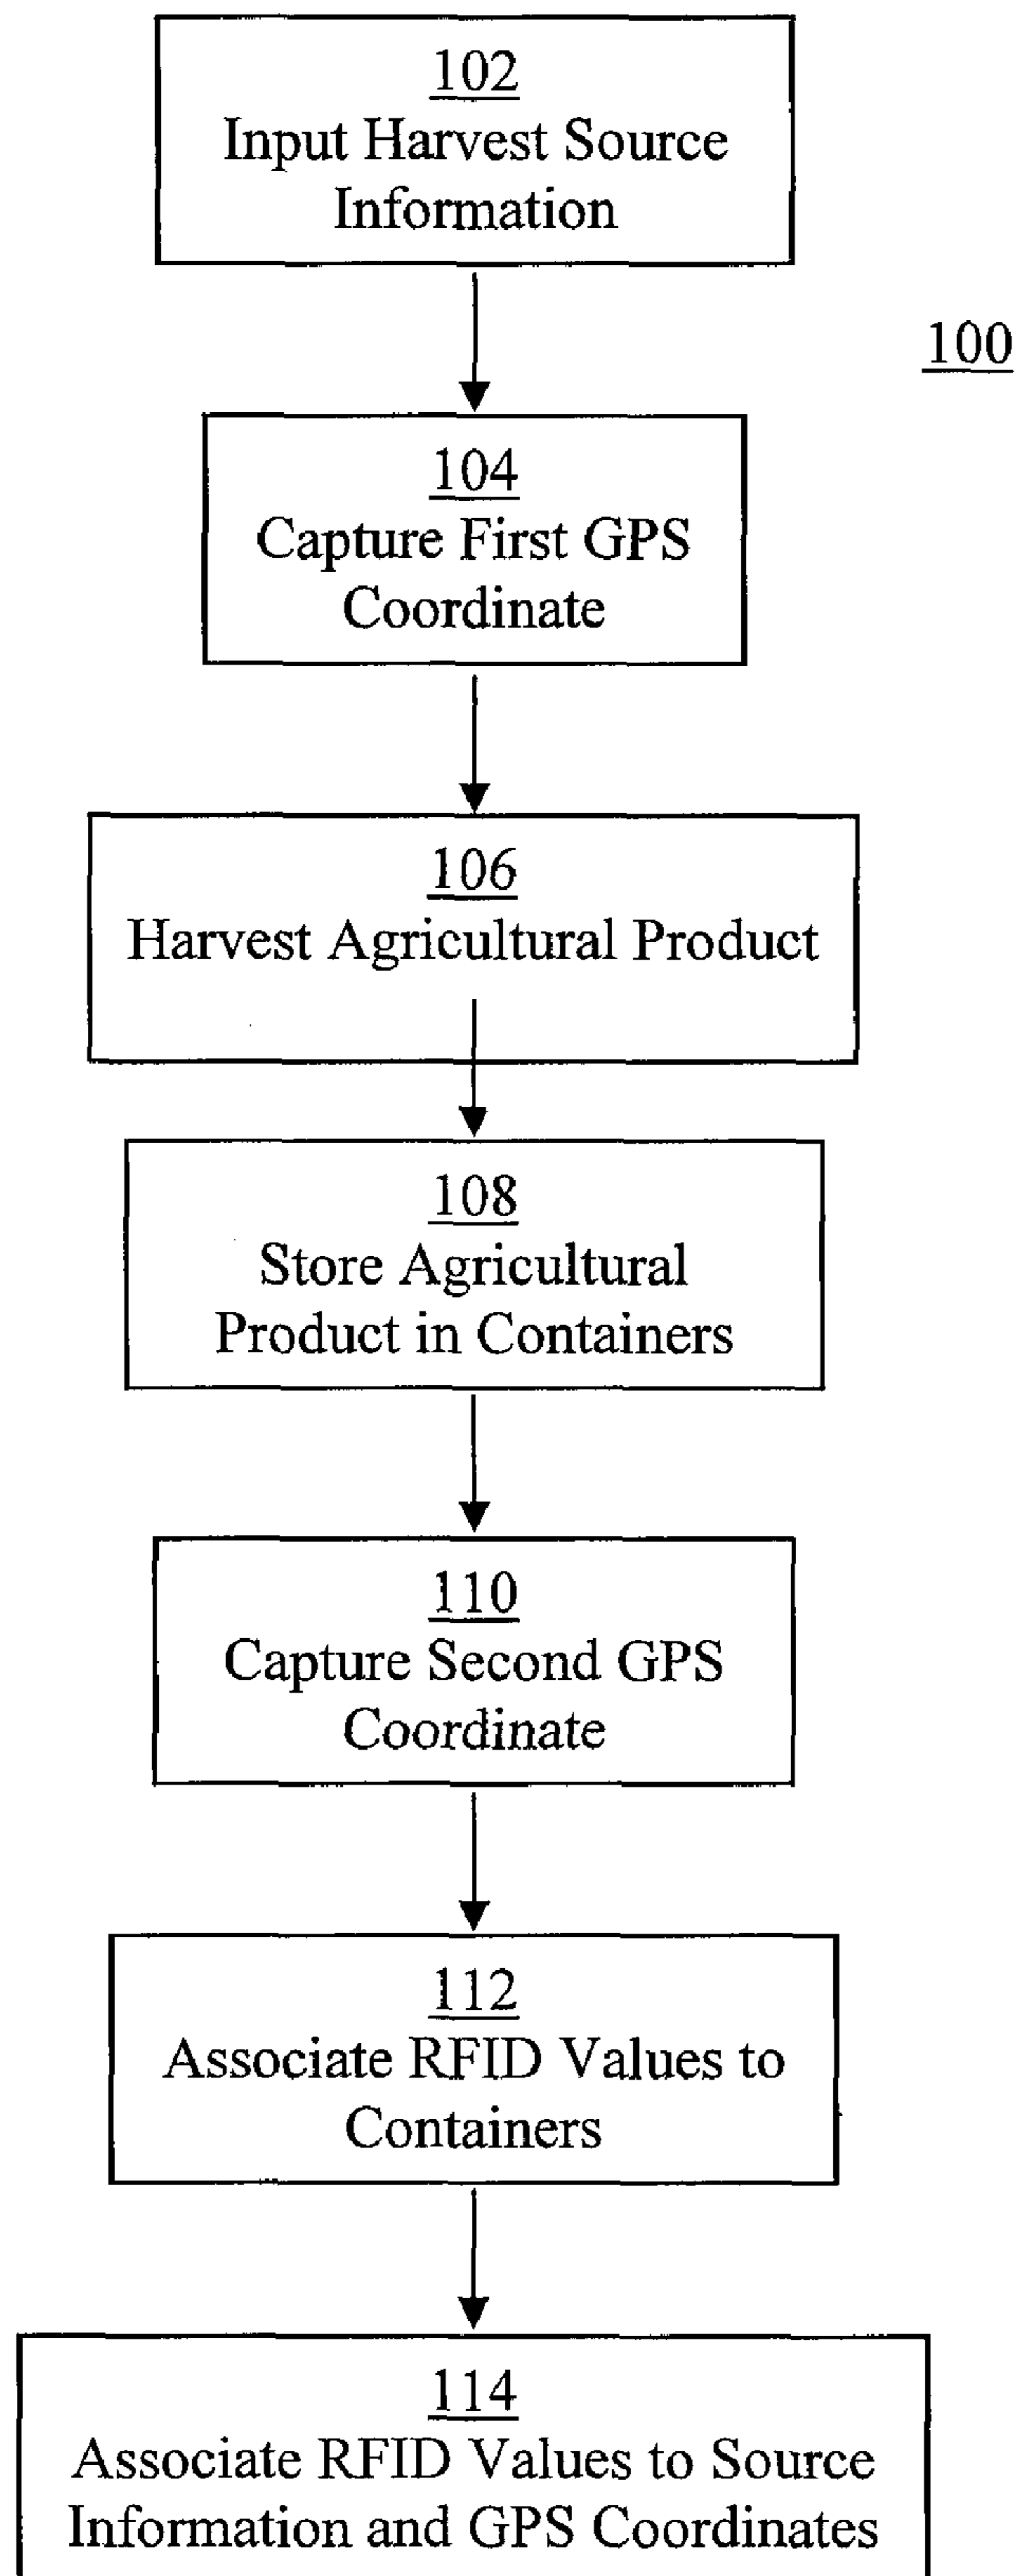 102
Input Harvest Source
Information
100
104
Capture First GPS
Coordinate
106
Harvest Agricultural Product
108
Store Agricultural
Product in Containers
110
Capture Second GPS
Coordinate
112
Associate RFID Values to
Containers
114
Associate RFID Values to Source
Information and GPS Coordinates